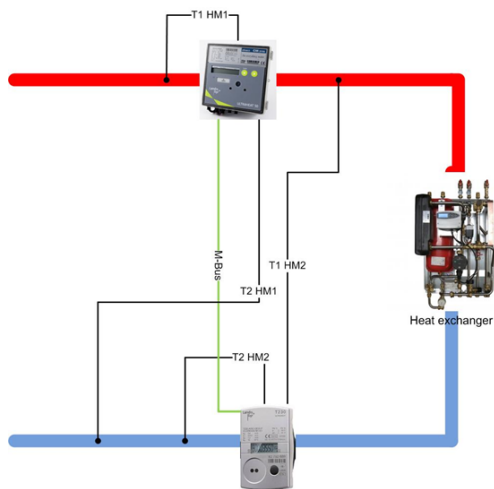 T1 HM1
M-Bus
T1 HM2
T2 HM1
Heat exchanger
T2 HM2